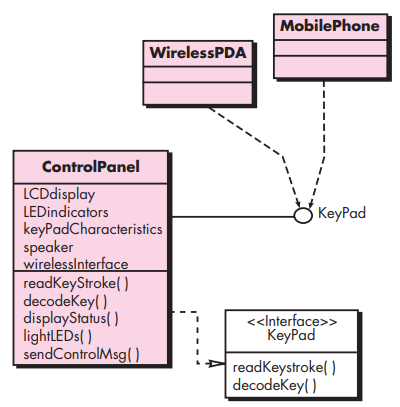 MobilePhone
WirelessPDA
ControlPanel
LCDdisplay
LEDindicators
keyPadCharacteristics
speaker
wirelessInterface
readKeyStroke( )
decodeKey( )
displayStatus( )
lightLEDs( )
sendControlMsg( )
KeyPad
<<Interface>>
KeyPad
readKeystroke( )
decodeKey( )